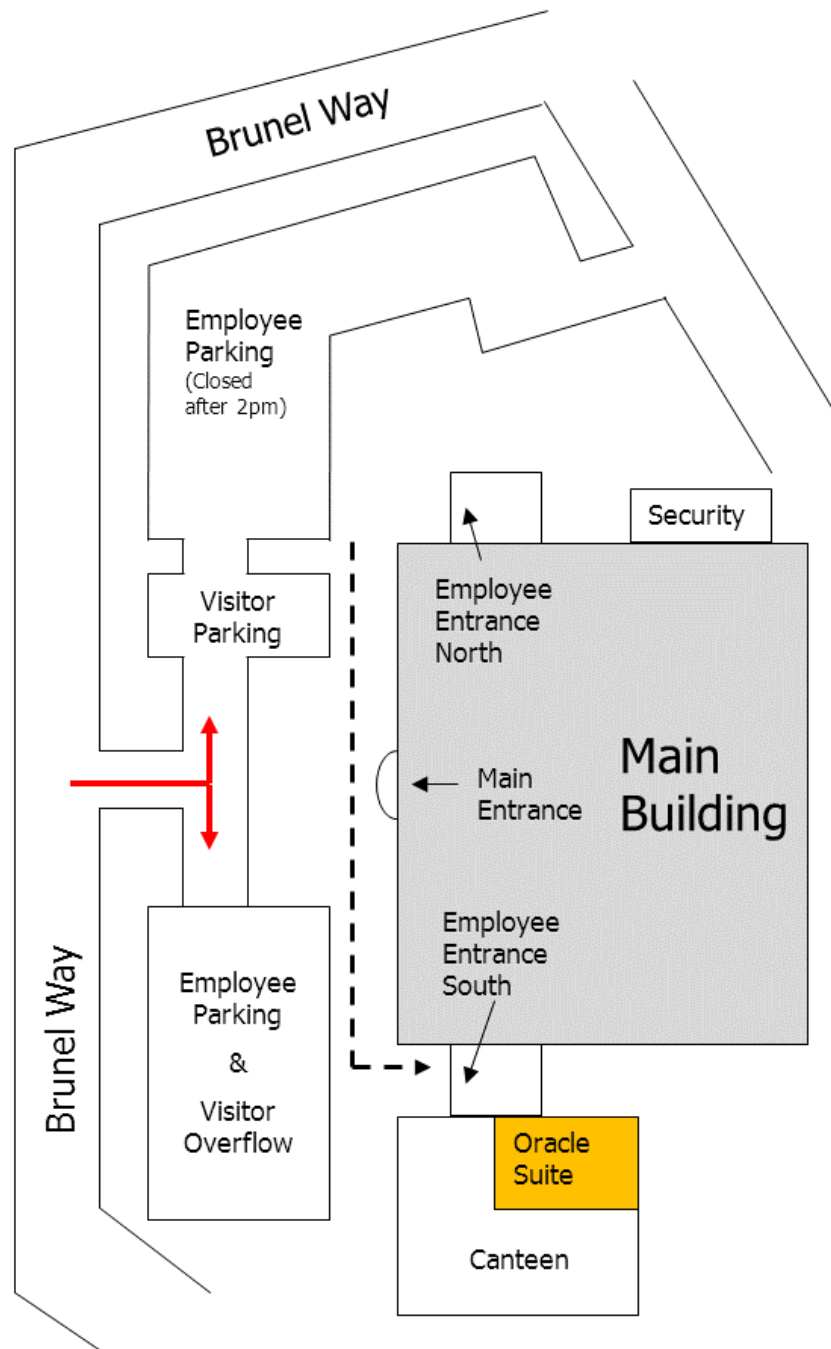 Brunel Way
Employee
Parking
(Closed
after 2pm)
Security
Visitor
Parking
Employee
Entrance
North
Main
Entrance
Main
Building
Employee
Entrance
South
Employee
Parking
&
Visitor
Overflow
Brunel Way
Oracle
Suite
Canteen